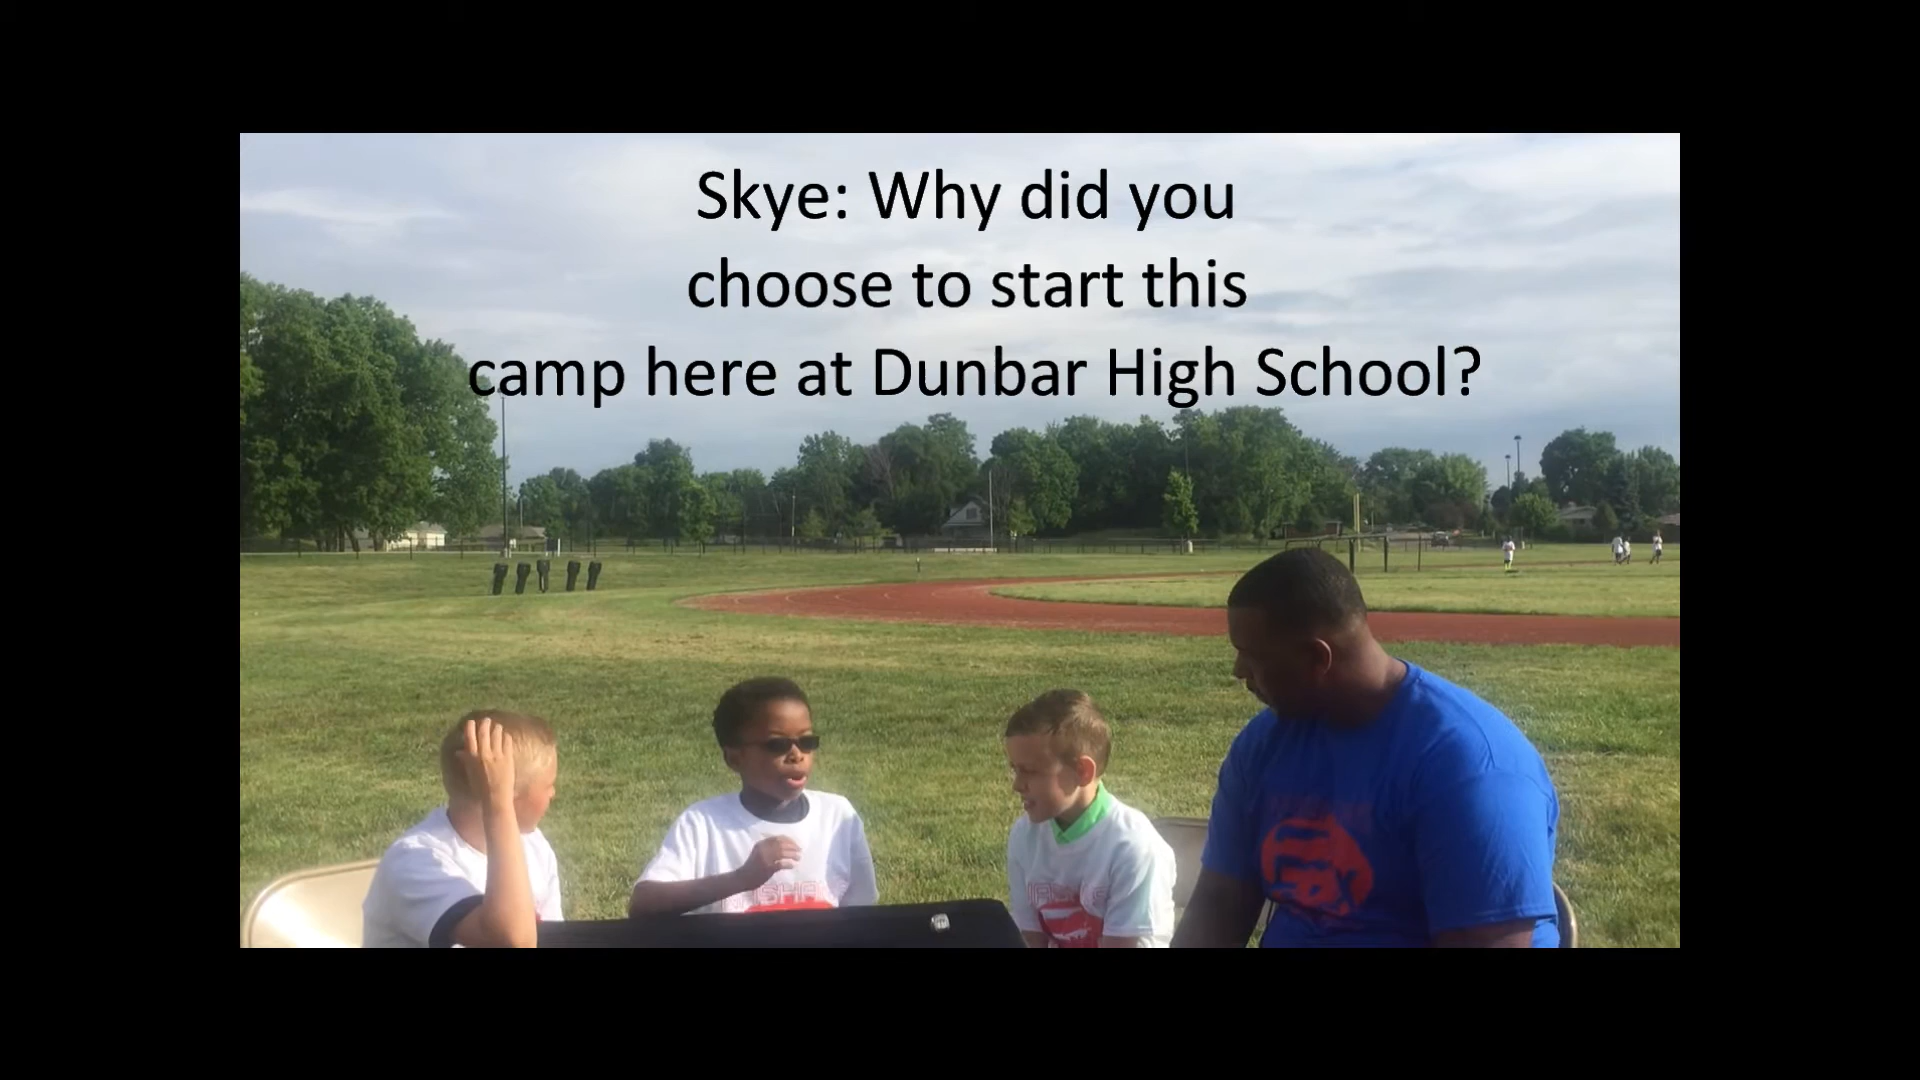 Skye: Why did you
choose to start this
camp here at Dunbar High School?